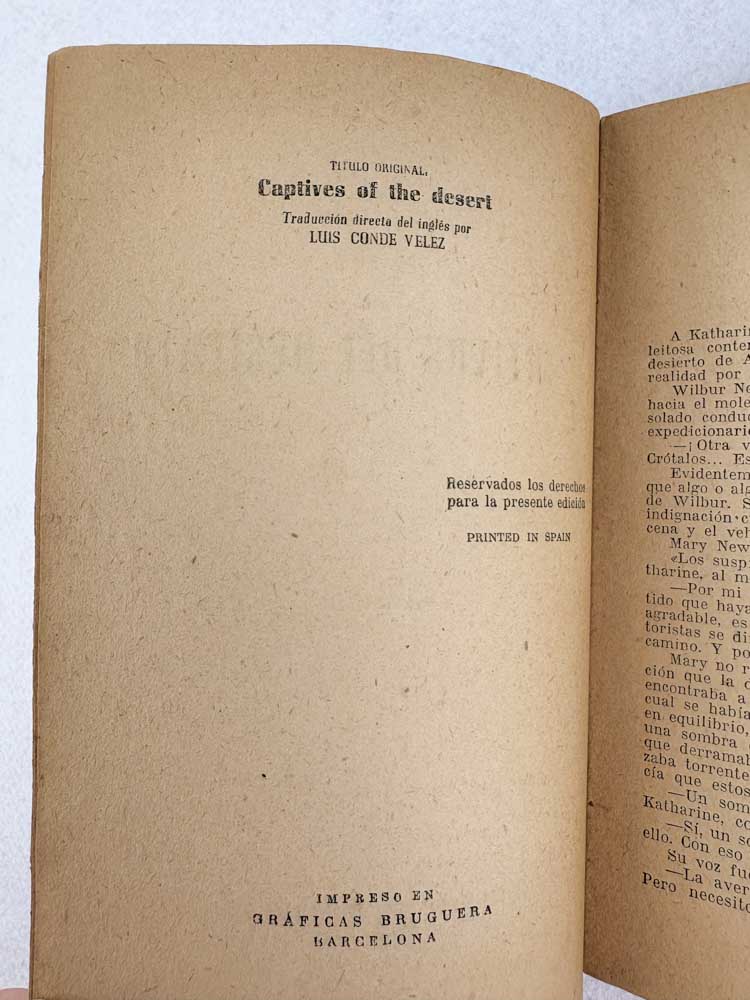 TITULO ORIGINAL,
Captives of the desert
Traducción directa del inglés por
LUIS CONDE VELEZ
Reservados los derechos
para la presente edición
PRINTED IN SPAIN
IMPRESO EN
GRÁFICAS BRUGUERA
BARCELONA
A Katharin
leitosa conte
desierto de A
realidad por
Wilbur Ne
hacia el mole
solado condu
expedicionari
—¡Otra v
Crótalos... Es
Evidentem
que algo o alg
de Wilbur. S
indignación c
cena y el veh
Mary New
«Los suspi
tharine, al m
—Por mi
tido que haya
agradable, es
toristas se di
camino. Y po
Mary no r
ción que la c
encontraba a
cual se había
en equilibrio,
una sombra
que derramab
zaba torrente
cía que estos
—Un som
Katharine, co
—Sí, un so
ello. Con eso
Su voz fue
—La aver
Pero necesito